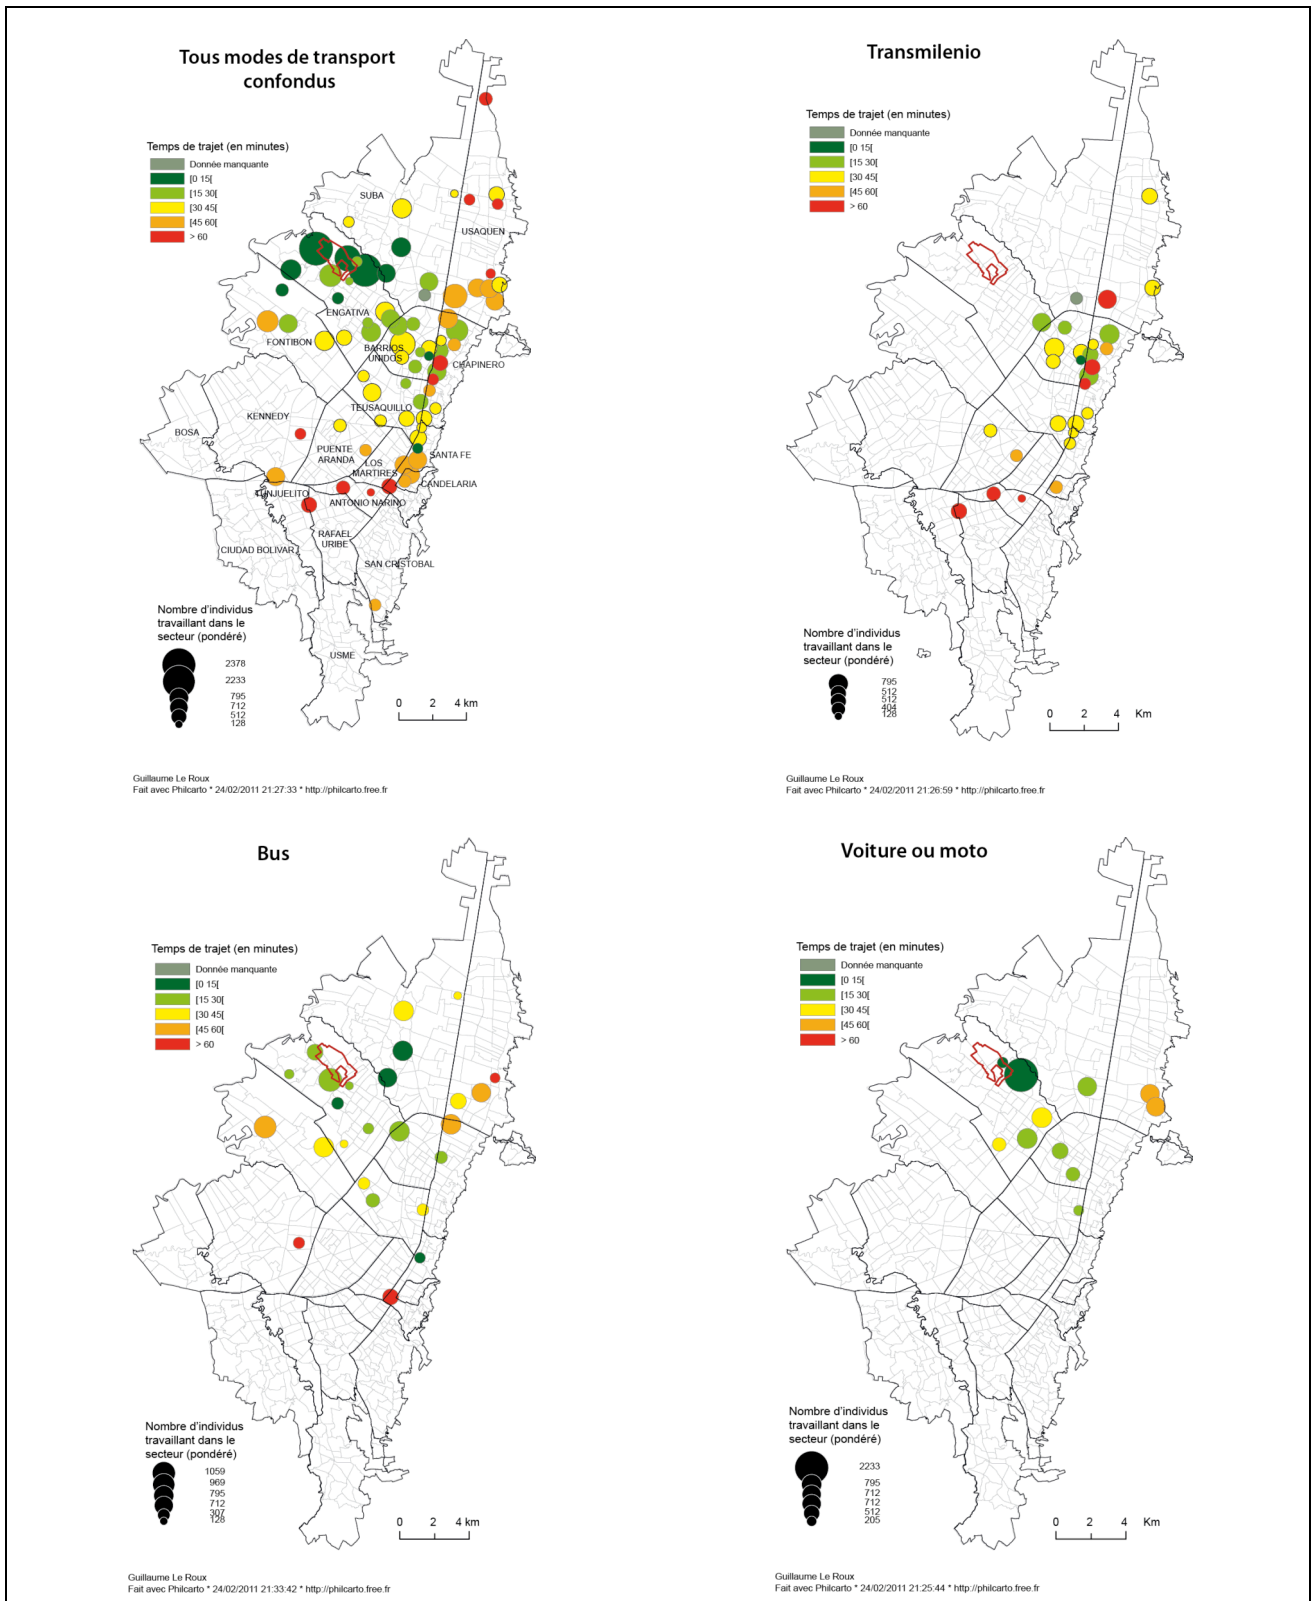 Tous modes de transport
confondus
Temps de trajet (en minutes)
Donnée manquante
[0 15[
[15 30[
[30 45[
[45 60[
> 60
SUBA
USAQUEN
ENGATIVA
FONTIBON
BARRIOS
UNIDOS
CHAPINERO
TEUSAQUILLO
KENNEDY
BOSA
PUENTE
ARANDA
LOS
MARTIRES
SANTA FE
CANDELARIA
TUNJUELITO
ANTONIO NARINO
RAFAEL
URIBE
CIUDAD BOLIVAR
SAN CRISTOBAL
USME
Nombre d'individus
travaillant dans le
secteur (pondéré)
2378
2233
795
712
512
128
0 2 4 km
Guillaume Le Roux
Fait avec Philcarto * 24/02/2011 21:27:33 * http://philcarto.free.fr
Transmilenio
Temps de trajet (en minutes)
Donnée manquante
[0 15[
[15 30[
[30 45[
[45 60[
> 60
Nombre d'individus
travaillant dans le
secteur (pondéré)
795
512
512
404
128
0 2 4 Km
Guillaume Le Roux
Fait avec Philcarto * 24/02/2011 21:26:59 * http://philcarto.free.fr
Bus
Temps de trajet (en minutes)
Donnée manquante
[0 15[
[15 30[
[30 45[
[45 60[
> 60
Nombre d'individus
travaillant dans le
secteur (pondéré)
1059
969
795
712
307
128
0 2 4 km
Guillaume Le Roux
Fait avec Philcarto * 24/02/2011 21:33:42 * http://philcarto.free.fr
Voiture ou moto
Temps de trajet (en minutes)
Donnée manquante
[0 15[
[15 30[
[30 45[
[45 60[
> 60
Nombre d'individus
travaillant dans le
secteur (pondéré)
2233
795
712
712
512
205
0 2 4 Km
Guillaume Le Roux
Fait avec Philcarto * 24/02/2011 21:25:44 * http://philcarto.free.fr